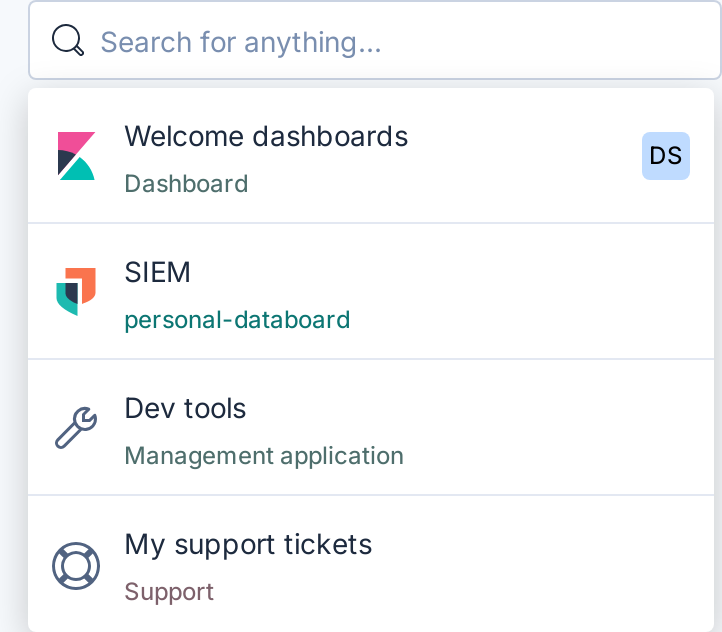 Search for anything...
Welcome dashboards
DS
Dashboard
SIEM
personal-databoard
Dev tools
Management application
My support tickets
Support